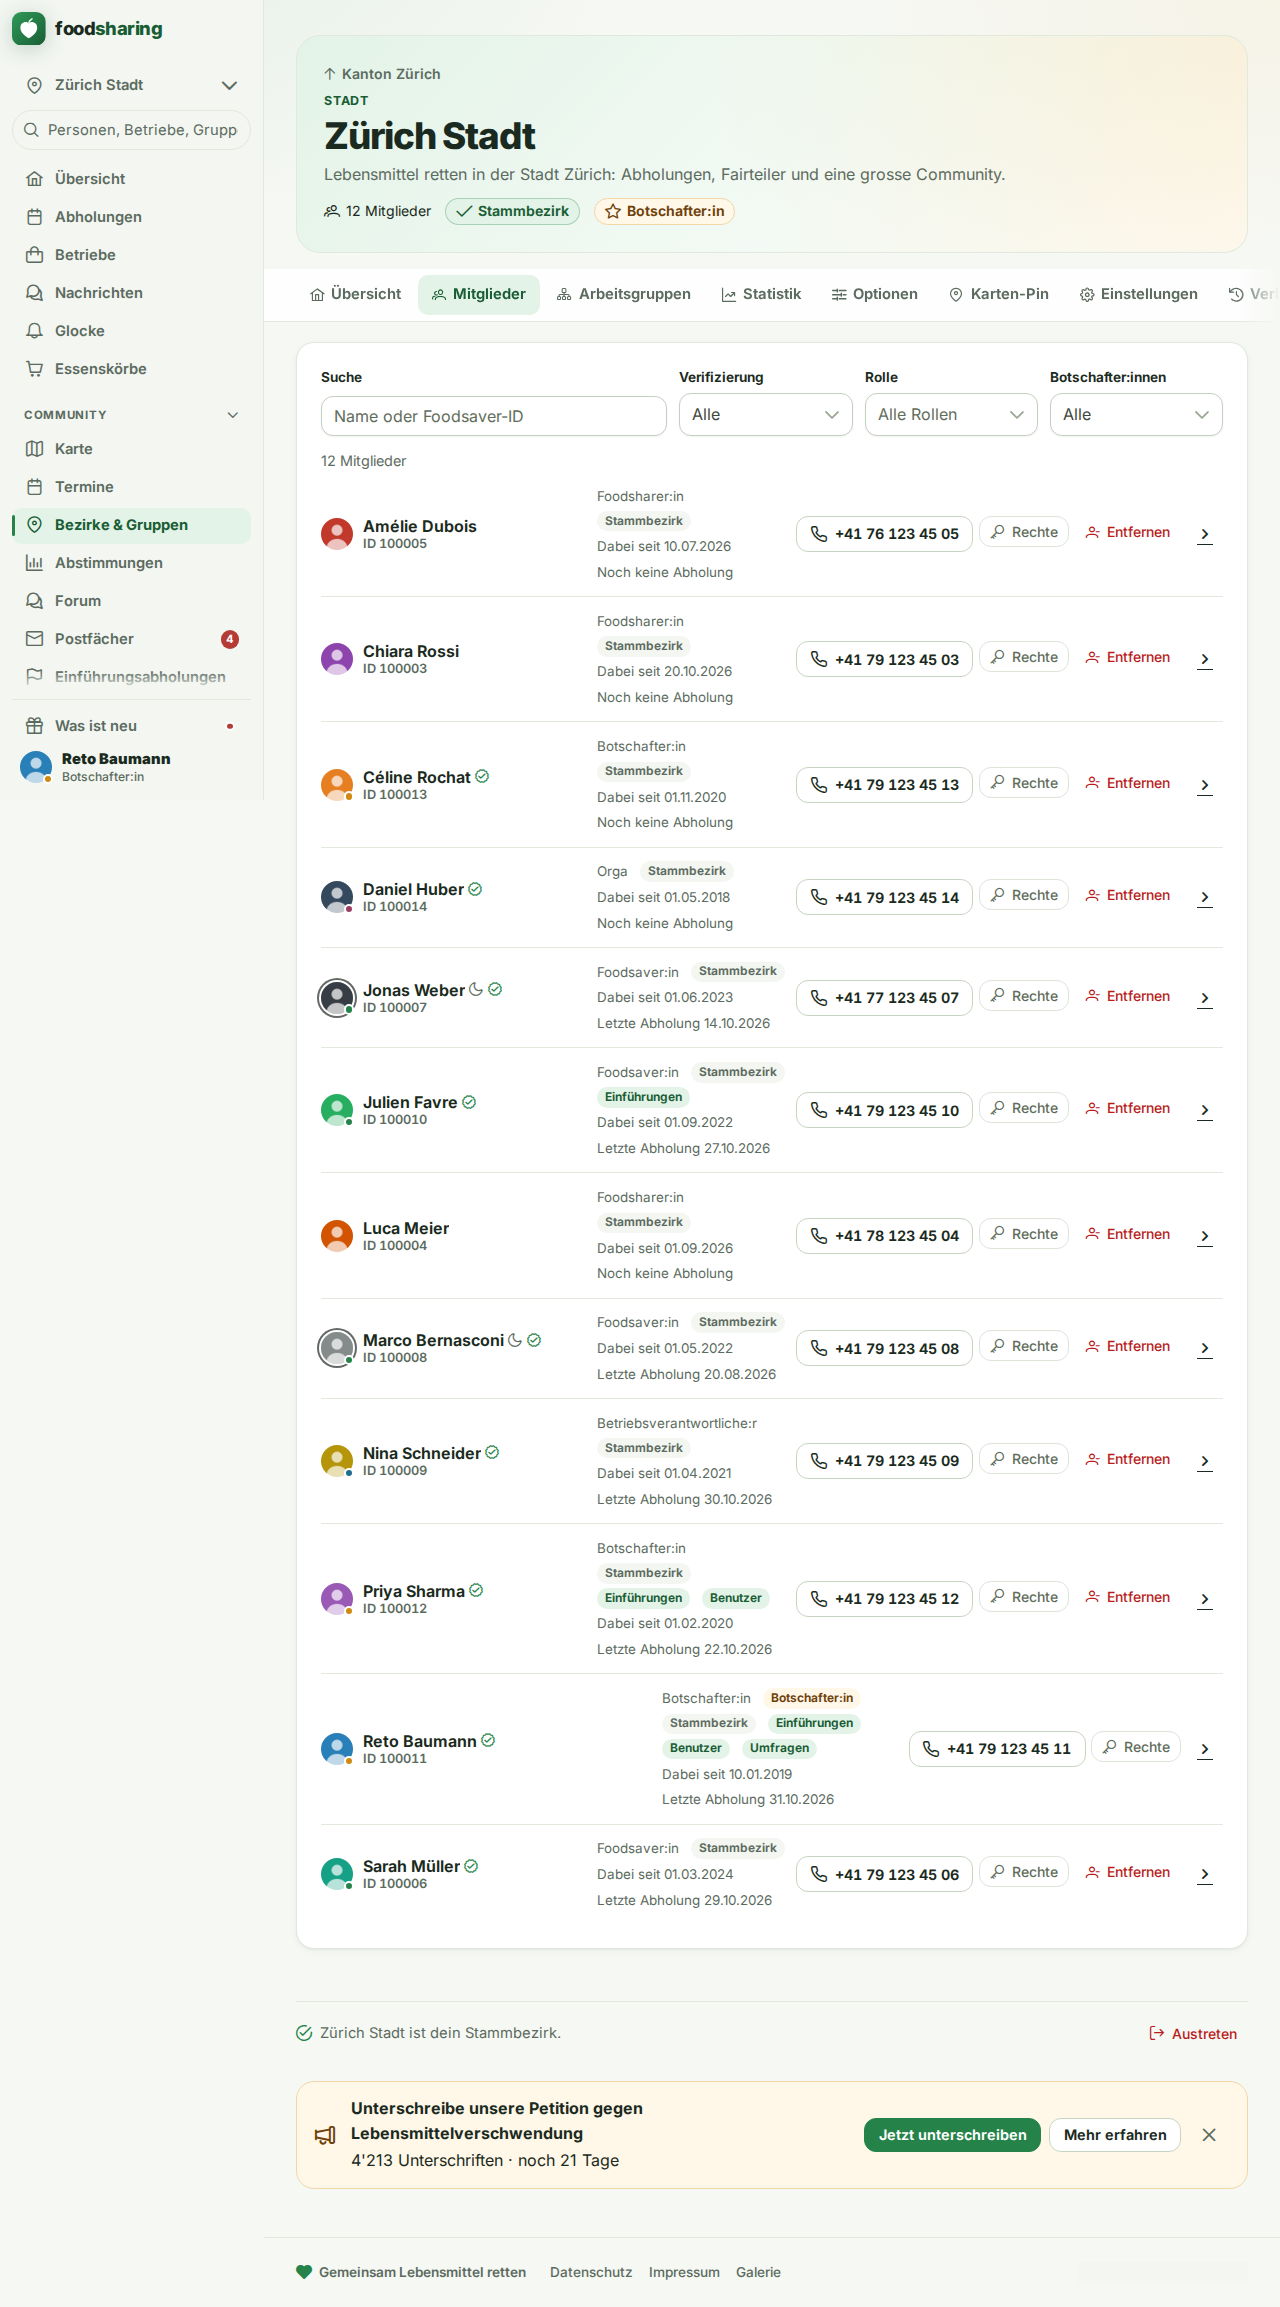 foodsharing
Zürich Stadt
Personen, Betriebe, Grupp
Übersicht
Abholungen
Betriebe
Nachrichten
Glocke
Essenskörbe
COMMUNITY
Karte
Termine
Bezirke & Gruppen
Abstimmungen
Forum
Postfächer 4
Einführungsabholungen
Was ist neu
Reto Baumann
Botschafter:in
Kanton Zürich
STADT
Zürich Stadt
Lebensmittel retten in der Stadt Zürich: Abholungen, Fairteiler und eine grosse Community.
12 Mitglieder Stammbezirk Botschafter:in
Übersicht Mitglieder Arbeitsgruppen Statistik Optionen Karten-Pin Einstellungen
Suche Verifizierung Rolle Botschafter:innen
Name oder Foodsaver-ID Alle Alle Rollen Alle
12 Mitglieder
Amélie Dubois
ID 100005
Foodsharer:in
Stammbezirk
Dabei seit 10.07.2026
Noch keine Abholung
+41 76 123 45 05 Rechte Entfernen
Chiara Rossi
ID 100003
Foodsharer:in
Stammbezirk
Dabei seit 20.10.2026
Noch keine Abholung
+41 79 123 45 03 Rechte Entfernen
Céline Rochat
ID 100013
Botschafter:in
Stammbezirk
Dabei seit 01.11.2020
Noch keine Abholung
+41 79 123 45 13 Rechte Entfernen
Daniel Huber
ID 100014
Orga Stammbezirk
Dabei seit 01.05.2018
Noch keine Abholung
+41 79 123 45 14 Rechte Entfernen
Jonas Weber
ID 100007
Foodsaver:in Stammbezirk
Dabei seit 01.06.2023
Letzte Abholung 14.10.2026
+41 77 123 45 07 Rechte Entfernen
Julien Favre
ID 100010
Foodsaver:in Stammbezirk
Einführungen
Dabei seit 01.09.2022
Letzte Abholung 27.10.2026
+41 79 123 45 10 Rechte Entfernen
Luca Meier
ID 100004
Foodsharer:in
Stammbezirk
Dabei seit 01.09.2026
Noch keine Abholung
+41 78 123 45 04 Rechte Entfernen
Marco Bernasconi
ID 100008
Foodsaver:in Stammbezirk
Dabei seit 01.05.2022
Letzte Abholung 20.08.2026
+41 79 123 45 08 Rechte Entfernen
Nina Schneider
ID 100009
Betriebsverantwortliche:r
Stammbezirk
Dabei seit 01.04.2021
Letzte Abholung 30.10.2026
+41 79 123 45 09 Rechte Entfernen
Priya Sharma
ID 100012
Botschafter:in
Stammbezirk
Einführungen Benutzer
Dabei seit 01.02.2020
Letzte Abholung 22.10.2026
+41 79 123 45 12 Rechte Entfernen
Reto Baumann
ID 100011
Botschafter:in Botschafter:in
Stammbezirk Einführungen
Benutzer Umfragen
Dabei seit 10.01.2019
Letzte Abholung 31.10.2026
+41 79 123 45 11 Rechte
Sarah Müller
ID 100006
Foodsaver:in Stammbezirk
Dabei seit 01.03.2024
Letzte Abholung 29.10.2026
+41 79 123 45 06 Rechte Entfernen
Zürich Stadt ist dein Stammbezirk. Austreten
Unterschreibe unsere Petition gegen
Lebensmittelverschwendung
4'213 Unterschriften · noch 21 Tage
Jetzt unterschreiben Mehr erfahren
Gemeinsam Lebensmittel retten Datenschutz Impressum Galerie